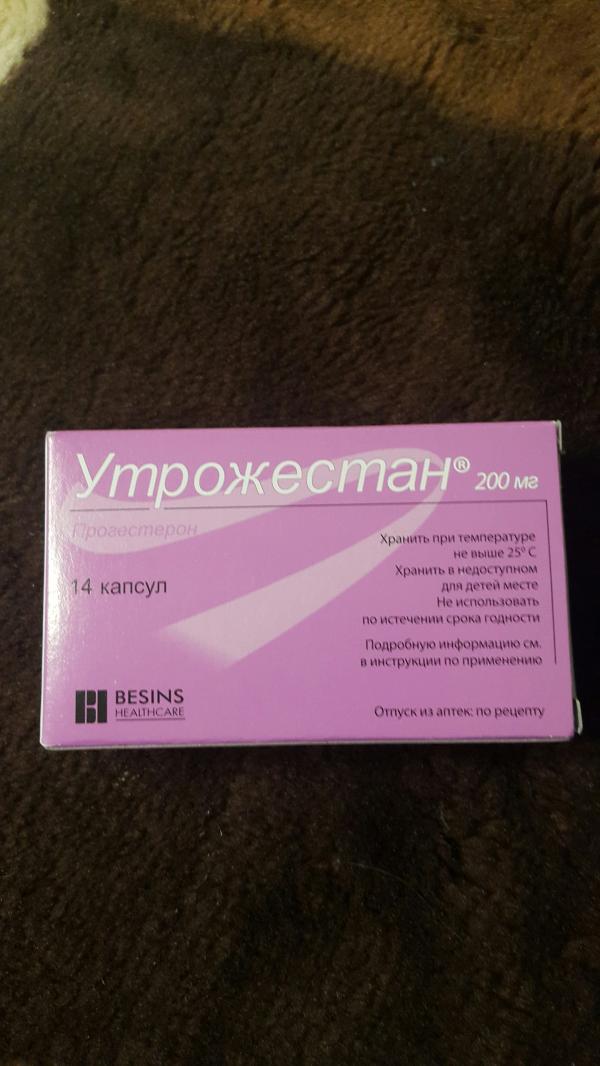 Утрожестан® 200 мг
Прогестерон
14 капсул
Хранить при температуре
не выше 25° С
Хранить в недоступном
для детей месте
Не использовать
по истечении срока годности
Подробную информацию см.
в инструкции по применению
BESINS
HEALTHCARE
Отпуск из аптек: по рецепту